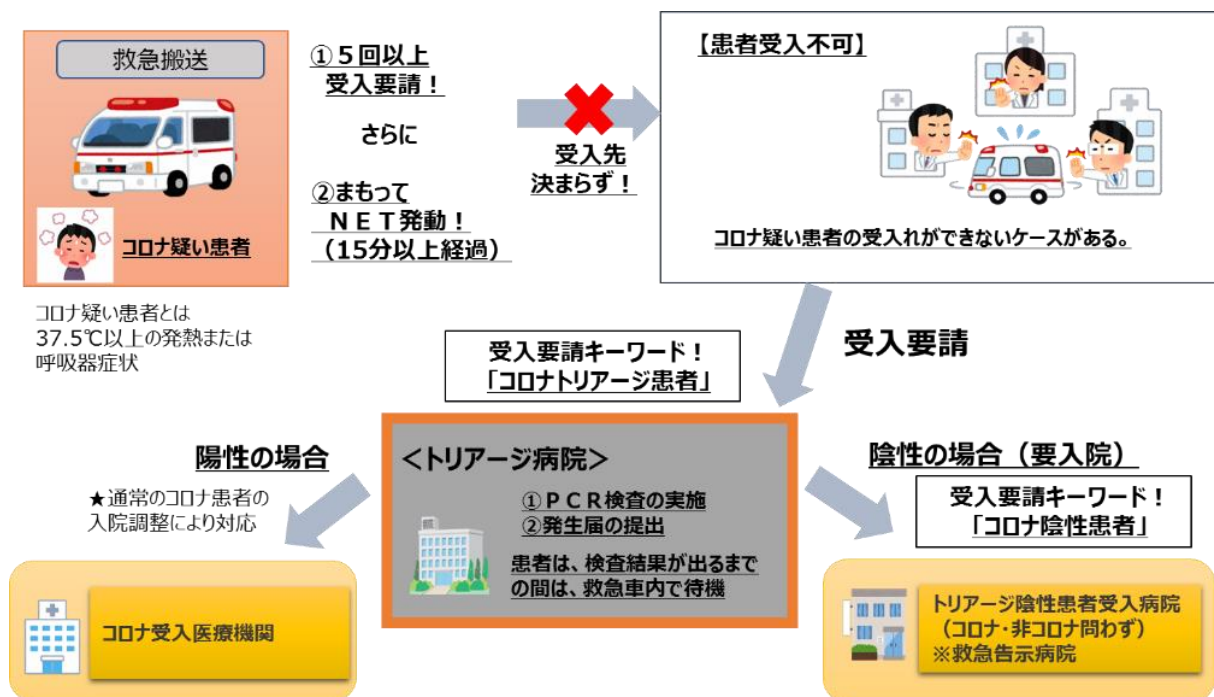 救急搬送
コロナ疑い患者
コロナ疑い患者とは
37.5℃以上の発熱または
呼吸器症状
①５回以上
受入要請！
さらに
②まもって
ＮＥＴ発動！
（15分以上経過）
受入先
決まらず！
【患者受入不可】
コロナ疑い患者の受入れができないケースがある。
受入要請
受入要請キーワード！
「コロナトリアージ患者」
＜トリアージ病院＞
①ＰＣＲ検査の実施
②発生届の提出
患者は、検査結果が出るまで
の間は、救急車内で待機
陽性の場合
★通常のコロナ患者の
入院調整により対応
コロナ受入医療機関
陰性の場合（要入院）
受入要請キーワード！
「コロナ陰性患者」
トリアージ陰性患者受入病院
（コロナ・非コロナ問わず）
※救急告示病院